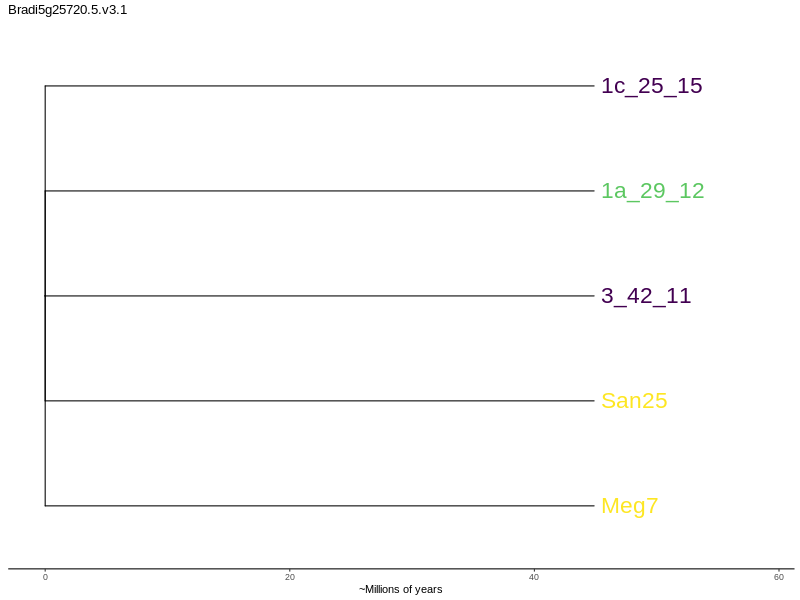 Bradi5g25720.5.v3.1
1c_25_15
1a_29_12
3_42_11
San25
Meg7
0 20 40 60
~Millions of years